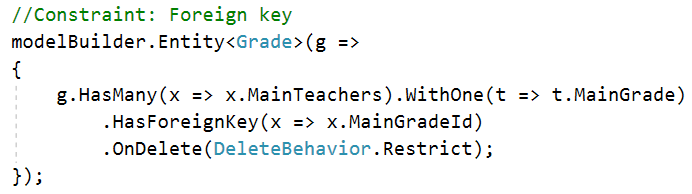 //Constraint: Foreign key
modelBuilder.Entity<Grade>(g =>
{
    g.HasMany(x => x.MainTeachers).WithOne(t => t.MainGrade)
        .HasForeignKey(x => x.MainGradeId)
        .OnDelete(DeleteBehavior.Restrict);
});